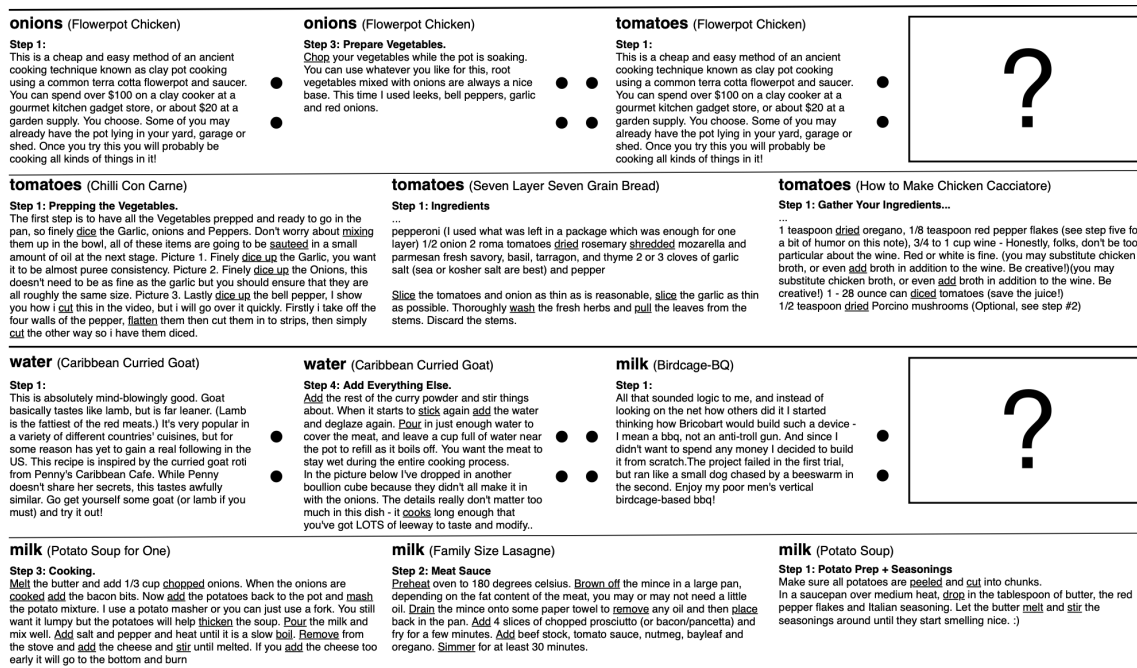 onions (Flowerpot Chicken)
Step 1:
This is a cheap and easy method of an ancient
cooking technique known as clay pot cooking
using a common terra cotta flowerpot and saucer.
You can spend over $100 on a clay cooker at a
gourmet kitchen gadget store, or about $20 at a
garden supply. You choose. Some of you may
already have the pot lying in your yard, garage or
shed. Once you try this you will probably be
cooking all kinds of things in it!
onions (Flowerpot Chicken)
Step 3: Prepare Vegetables.
Chop your vegetables while the pot is soaking.
You can use whatever you like for this, root
vegetables mixed with onions are always a nice
base. This time I used leeks, bell peppers, garlic
and red onions.
tomatoes (Flowerpot Chicken)
Step 1:
This is a cheap and easy method of an ancient
cooking technique known as clay pot cooking
using a common terra cotta flowerpot and saucer.
You can spend over $100 on a clay cooker at a
gourmet kitchen gadget store, or about $20 at a
garden supply. You choose. Some of you may
already have the pot lying in your yard, garage or
shed. Once you try this you will probably be
cooking all kinds of things in it!
?
tomatoes (Chilli Con Carne)
Step 1: Prepping the Vegetables.
The first step is to have all the Vegetables prepped and ready to go in the
pan, so finely dice the Garlic, onions and Peppers. Don't worry about mixing
them up in the bowl, all of these items are going to be sauteed in a small
amount of oil at the next stage. Picture 1. Finely dice up the Garlic, you want
it to be almost puree consistency. Picture 2. Finely dice up the Onions, this
doesn't need to be as fine as the garlic but you should ensure that they are
all roughly the same size. Picture 3. Lastly dice up the bell pepper, I show
you how i cut this in the video, but i will go over it quickly. Firstly i take off the
four walls of the pepper, flatten them then cut them in to strips, then simply
cut the other way so i have them diced.
tomatoes (Seven Layer Seven Grain Bread)
Step 1: Ingredients
...
pepperoni (I used what was left in a package which was enough for one
layer) 1/2 onion 2 roma tomatoes dried rosemary shredded mozarella and
parmesan fresh savory, basil, tarragon, and thyme 2 or 3 cloves of garlic
salt (sea or kosher salt are best) and pepper
Slice the tomatoes and onion as thin as is reasonable, slice the garlic as thin
as possible. Thoroughly wash the fresh herbs and pull the leaves from the
stems. Discard the stems.
tomatoes (How to Make Chicken Cacciatore)
Step 1: Gather Your Ingredients...
...
1 teaspoon dried oregano, 1/8 teaspoon red pepper flakes (see step five fo
a bit of humor on this note), 3/4 to 1 cup wine - Honestly, folks, don't be too
particular about the wine. Red or white is fine. (you may substitute chicken
broth, or even add broth in addition to the wine. Be creative!)(you may
substitute chicken broth, or even add broth in addition to the wine. Be
creative!) 1 - 28 ounce can diced tomatoes (save the juice!)
1/2 teaspoon dried Porcino mushrooms (Optional, see step #2)
water (Caribbean Curried Goat)
Step 1:
This is absolutely mind-blowingly good. Goat
basically tastes like lamb, but is far leaner. (Lamb
is the fattiest of the red meats.) It's very popular in
a variety of different countries' cuisines, but for
some reason has yet to gain a real following in the
US. This recipe is inspired by the curried goat roti
from Penny's Caribbean Cafe. While Penny
doesn't share her secrets, this tastes awfully
similar. Go get yourself some goat (or lamb if you
must) and try it out!
water (Caribbean Curried Goat)
Step 4: Add Everything Else.
Add the rest of the curry powder and stir things
about. When it starts to stick again add the water
and deglaze again. Pour in just enough water to
cover the meat, and leave a cup full of water near
the pot to refill as it boils off. You want the meat to
stay wet during the entire cooking process.
In the picture below I've dropped in another
boullion cube because they didn't all make it in
with the onions. The details really don't matter too
much in this dish - it cooks long enough that
you've got LOTS of leeway to taste and modify..
milk (Birdcage-BQ)
Step 1:
All that sounded logic to me, and instead of
looking on the net how others did it I started
thinking how Bricobart would build such a device -
I mean a bbq, not an anti-troll gun. And since I
didn't want to spend any money I decided to build
it from scratch.The project failed in the first trial,
but ran like a small dog chased by a beeswarm in
the second. Enjoy my poor men's vertical
birdcage-based bbq!
?
milk (Potato Soup for One)
Step 3: Cooking.
Melt the butter and add 1/3 cup chopped onions. When the onions are
cooked add the bacon bits. Now add the potatoes back to the pot and mash
the potato mixture. I use a potato masher or you can just use a fork. You still
want it lumpy but the potatoes will help thicken the soup. Pour the milk and
mix well. Add salt and pepper and heat until it is a slow boil. Remove from
the stove and add the cheese and stir until melted. If you add the cheese too
early it will go to the bottom and burn
milk (Family Size Lasagne)
Step 2: Meat Sauce
Preheat oven to 180 degrees celsius. Brown off the mince in a large pan,
depending on the fat content of the meat, you may or may not need a little
oil. Drain the mince onto some paper towel to remove any oil and then place
back in the pan. Add 4 slices of chopped prosciutto (or bacon/pancetta) and
fry for a few minutes. Add beef stock, tomato sauce, nutmeg, bayleaf and
oregano. Simmer for at least 30 minutes.
milk (Potato Soup)
Step 1: Potato Prep + Seasonings
Make sure all potatoes are peeled and cut into chunks.
In a saucepan over medium heat, drop in the tablespoon of butter, the red
pepper flakes and Italian seasoning. Let the butter melt and stir the
seasonings around until they start smelling nice. :)